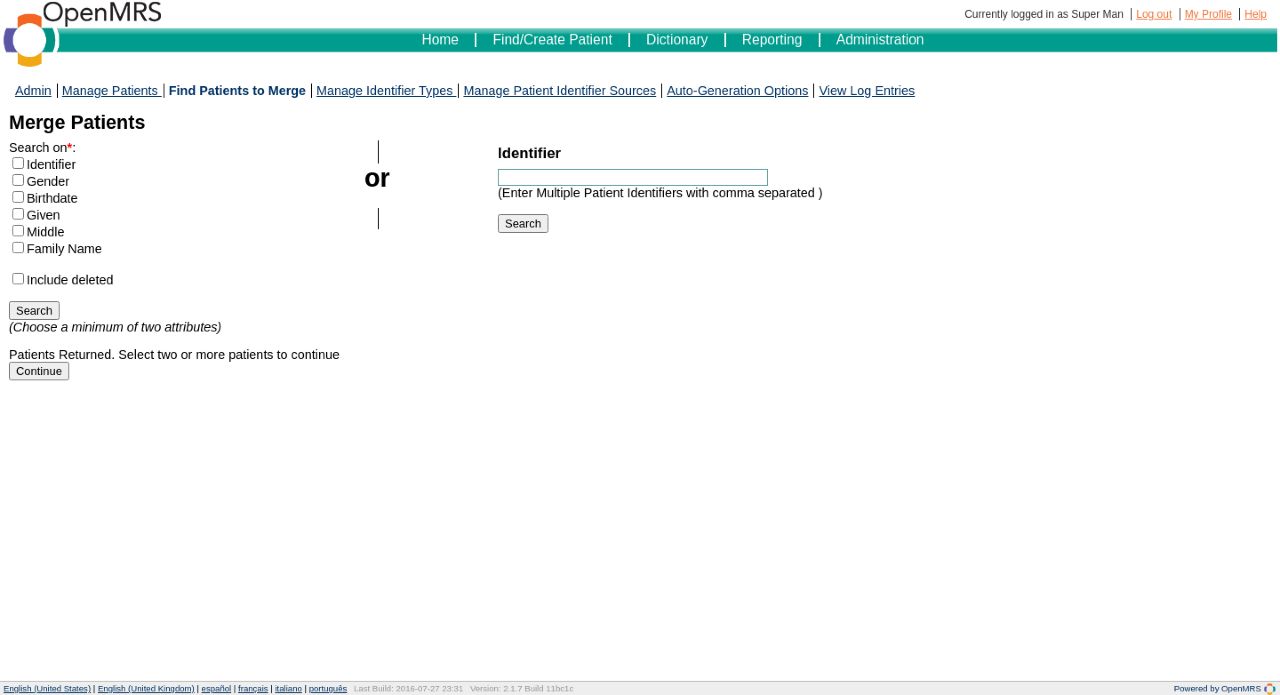 OpenMRS
Currently logged in as Super Man | Log out | My Profile | Help
Home | Find/Create Patient | Dictionary | Reporting | Administration
Admin | Manage Patients | Find Patients to Merge | Manage Identifier Types | Manage Patient Identifier Sources | Auto-Generation Options | View Log Entries
Merge Patients
Search on*:
Identifier
Gender
Birthdate
Given
Middle
Family Name
Include deleted
Search
(Choose a minimum of two attributes)
or
Identifier
(Enter Multiple Patient Identifiers with comma separated )
Search
Patients Returned. Select two or more patients to continue
Continue
English (United States) | English (United Kingdom) | español | français | italiano | português Last Build: 2016-07-27 23:31 Version: 2.1.7 Build 11bc1c Powered by OpenMRS